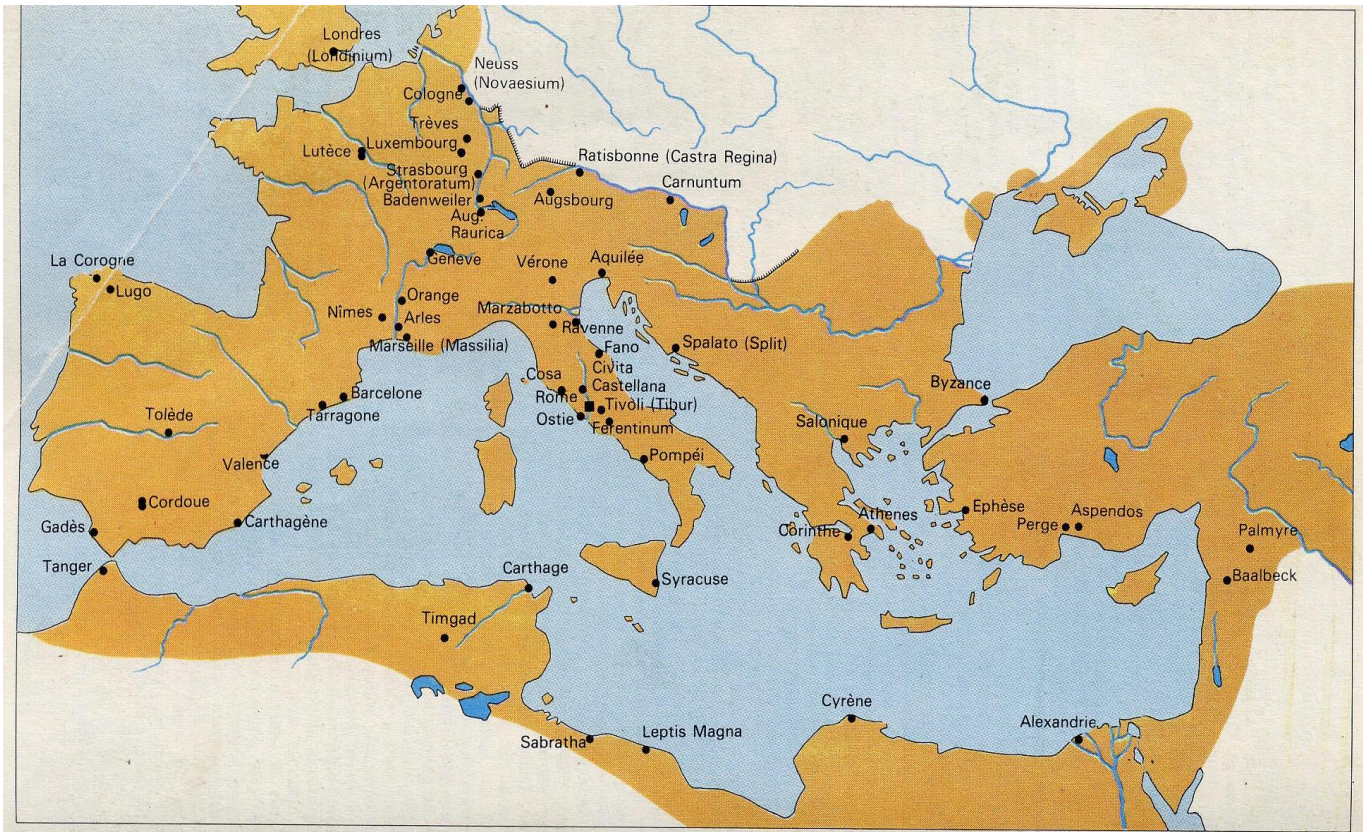 Londres
(Londinium)
Neuss
(Novaesium)
Cologne
Trèves
Luxembourg
Lutèce
Strasbourg
(Argentoratum)
Badenweiler
Aug.
Raurica
Ratisbonne (Castra Regina)
Carnuntum
Augsbourg
Genève
Vérone
Aquilée
La Corogne
Lugo
Orange
Nîmes
Arles
Marseille (Massilia)
Marzabotto
Ravenne
Fano
Spalato (Split)
Civita
Castellana
Cosa
Rome
Tivòli (Tibur)
Ostie
Ferentinum
Pompéi
Barcelone
Tarragone
Tolède
Valence
Cordoue
Carthagène
Gadès
Tanger
Byzance
Salonique
Ephèse
Athenes
Corinthe
Perge
Aspendos
Palmyre
Baalbeck
Carthage
Syracuse
Timgad
Cyrène
Alexandrie
Sabratha
Leptis Magna